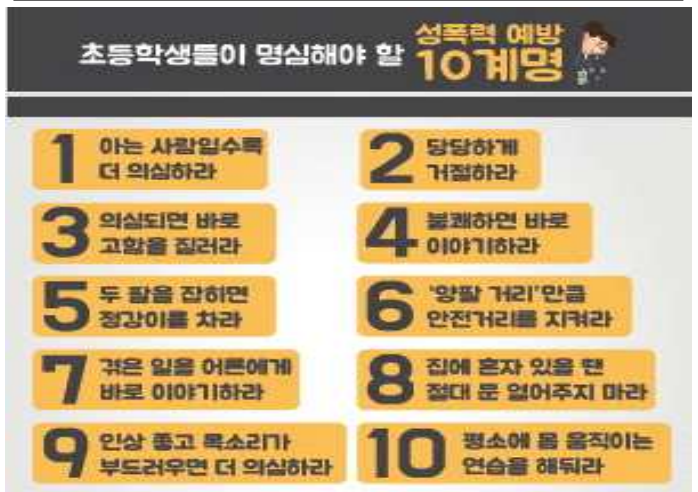 초등학생들이 명심해야 할
성폭력 예방
10계명
1 아는 사람일수록
더 의심하라
2 당당하게
거절하라
3 의심되면 바로
고함을 질러라
4 불쾌하면 바로
이야기하라
5 두 팔을 잡히면
정강이를 차라
6 '양팔 거리'만큼
안전거리를 지켜라
7 겪은 일을 어른에게
바로 이야기하라
8 집에 혼자 있을 땐
절대 문 열어주지 마라
9 인상 좋고 목소리가
부드러우면 더 의심하라
10 평소에 몸 움직이는
연습을 해둬라